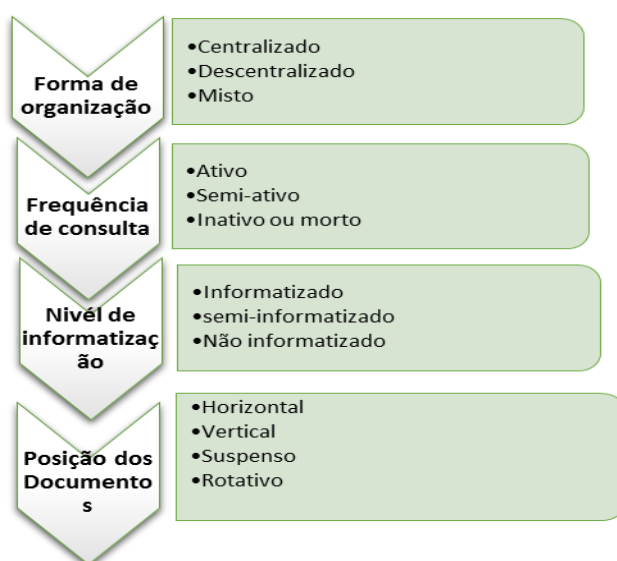 Forma de
organização
•Centralizado
•Descentralizado
•Misto
Frequência
de consulta
•Ativo
•Semi-ativo
•Inativo ou morto
Nivél de
informatizaç
ão
•Informatizado
•semi-informatizado
•Não informatizado
Posição dos
Documento
s
•Horizontal
•Vertical
•Suspenso
•Rotativo